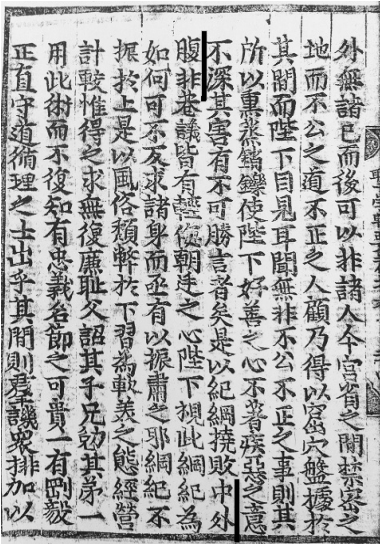 外無諸已而後可以非諸人今宮省之間禁密之
地而不公之道不正之人顧乃得以窟穴盤據於
其間而陛下目見耳聞無非不公不正之事則其
所以熏烝銷鑠使陛下好善之心不著疾惡之意
不深其害有不可勝言者矣是以紀綱撓敗中外
腹非巷議皆有輕侮朝廷之心陛下視此綱紀為
如何可不反求諸身而亟有以振肅之耶綱紀不
振於上是以風俗頹弊於下習為軟美之態經營
計較惟得之求無復廉恥父詔其子兄勉其弟一
用此術而不復知有忠義名節之可貴一有剛毅
正直守道循理之士出乎其間則羣譏衆排加以